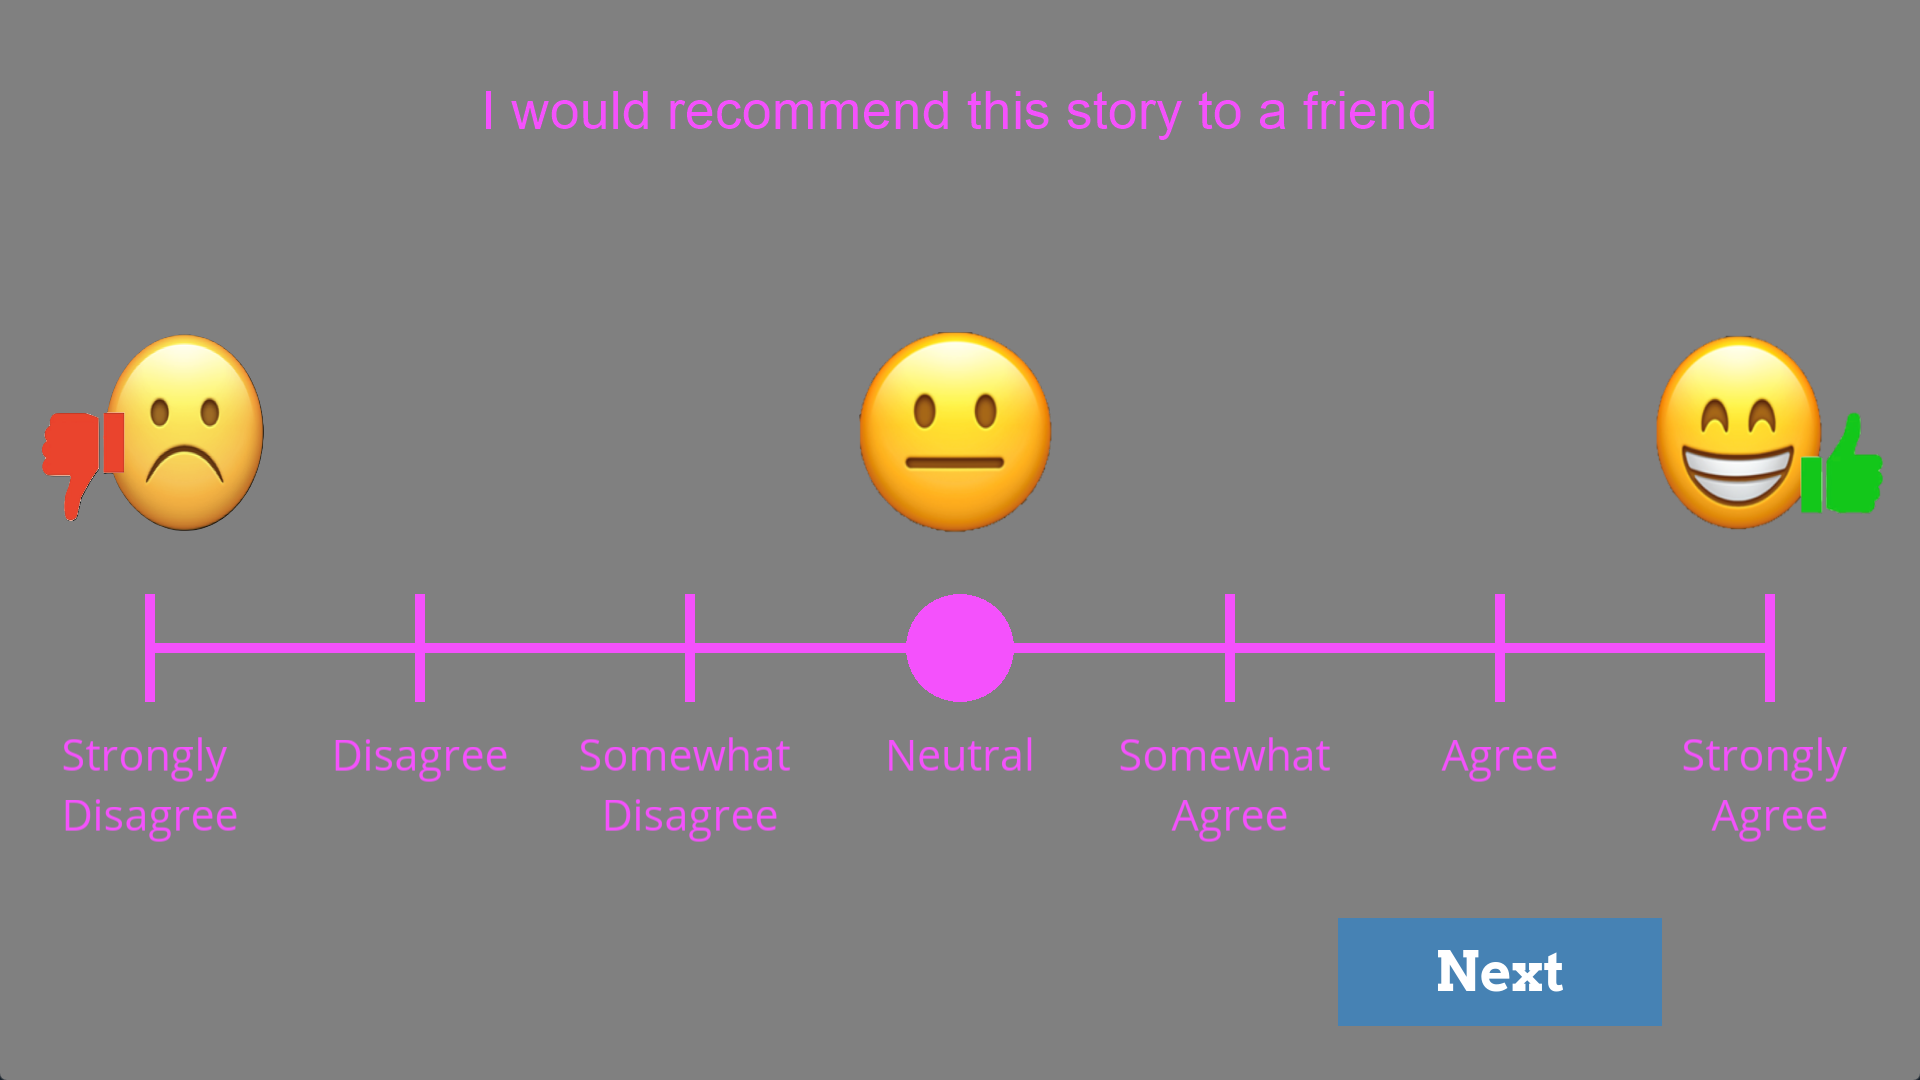 I would recommend this story to a friend
Strongly Disagree
Disagree
Somewhat Disagree
Neutral
Somewhat Agree
Agree
Strongly Agree
Next